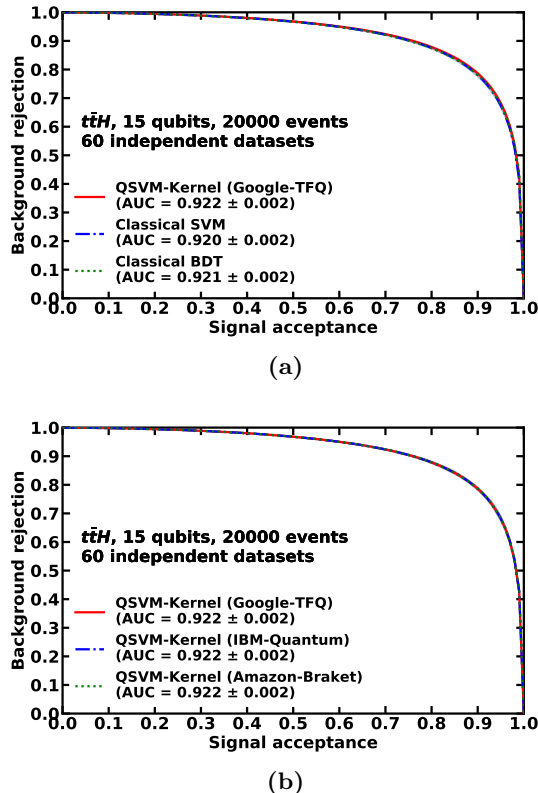 1.0
0.9
0.8
0.7
0.6
0.5
0.4
0.3
0.2
0.1
0.0
Background rejection
tt̄H, 15 qubits, 20000 events
60 independent datasets
QSVM-Kernel (Google-TFQ)
(AUC = 0.922 ± 0.002)
Classical SVM
(AUC = 0.920 ± 0.002)
Classical BDT
(AUC = 0.921 ± 0.002)
0.0 0.1 0.2 0.3 0.4 0.5 0.6 0.7 0.8 0.9 1.0
Signal acceptance
(a)
1.0
0.9
0.8
0.7
0.6
0.5
0.4
0.3
0.2
0.1
0.0
Background rejection
tt̄H, 15 qubits, 20000 events
60 independent datasets
QSVM-Kernel (Google-TFQ)
(AUC = 0.922 ± 0.002)
QSVM-Kernel (IBM-Quantum)
(AUC = 0.922 ± 0.002)
QSVM-Kernel (Amazon-Braket)
(AUC = 0.922 ± 0.002)
0.0 0.1 0.2 0.3 0.4 0.5 0.6 0.7 0.8 0.9 1.0
Signal acceptance
(b)